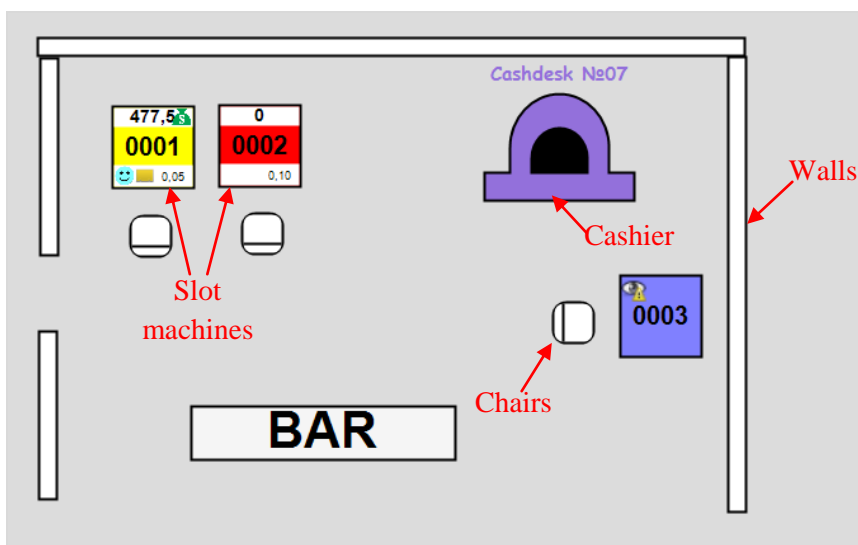 Cashdesk №07
477,5
0
0001
0002
0,05
0,10
Walls
Cashier
Slot
machines
0003
Chairs
BAR